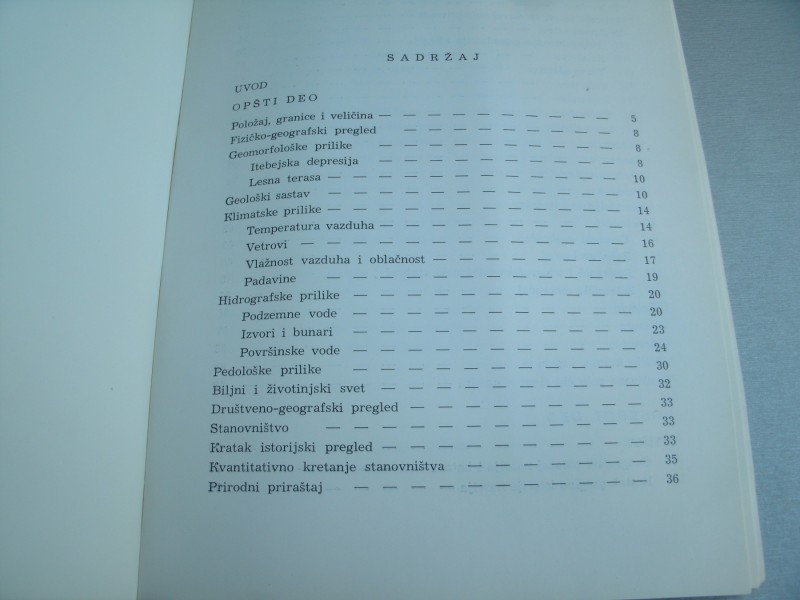 SADRŽAJ
UVOD
OPŠTI DEO
Položaj, granice i veličina — — — — — — — — — — 5
Fizičko-geografski pregled — — — — — — — — — — 8
Geomorfološke prilike — — — — — — — — — — — 8
Itebejska depresija — — — — — — — — — — — 8
Lesna terasa — — — — — — — — — — — — 10
Geološki sastav — — — — — — — — — — — — 10
Klimatske prilike — — — — — — — — — — — — 14
Temperatura vazduha — — — — — — — — — — 14
Vetrovi — — — — — — — — — — — — — 16
Vlažnost vazduha i oblačnost — — — — — — — — 17
Padavine — — — — — — — — — — — — 19
Hidrografske prilike — — — — — — — — — — — 20
Podzemne vode — — — — — — — — — — — 20
Izvori i bunari — — — — — — — — — — — 23
Površinske vode — — — — — — — — — — — 24
Pedološke prilike — — — — — — — — — — — 30
Biljni i životinjski svet — — — — — — — — — — 32
Društveno-geografski pregled — — — — — — — — — 33
Stanovništvo — — — — — — — — — — — — 33
Kratak istorijski pregled — — — — — — — — — — 33
Kvantitativno kretanje stanovništva — — — — — — — 35
Prirodni priraštaj — — — — — — — — — — — 36